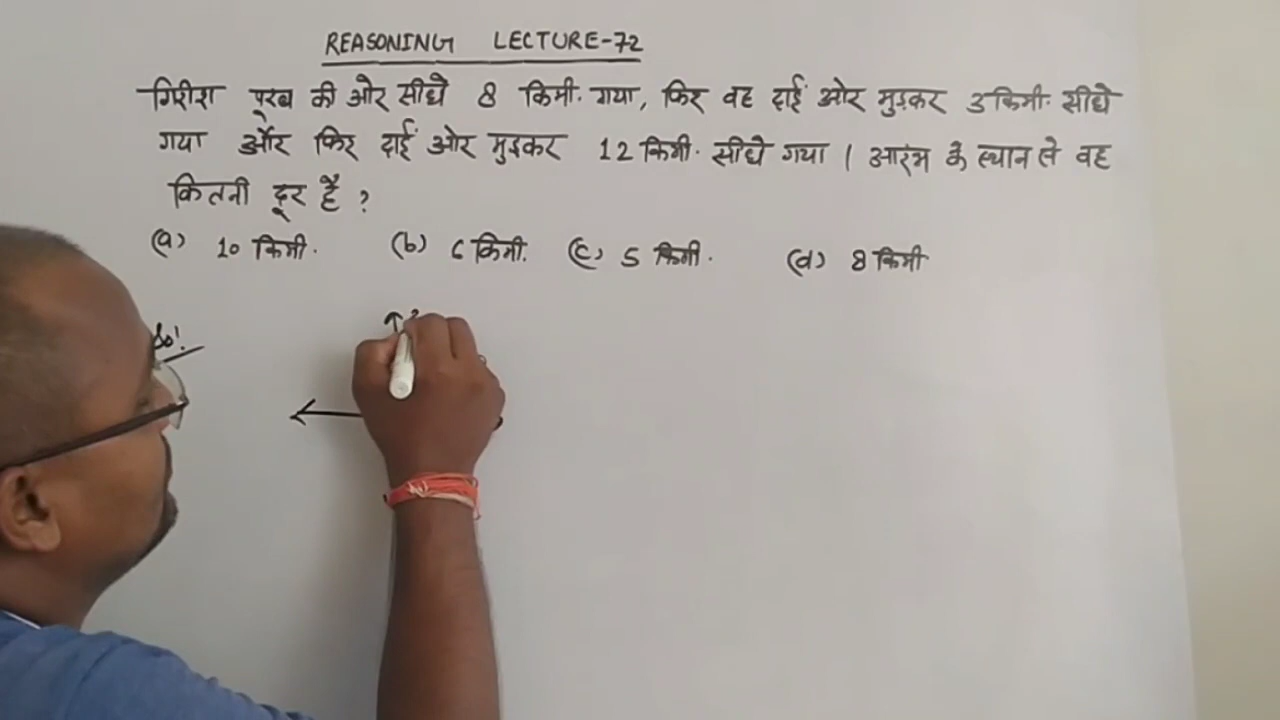 REASONING LECTURE-72
गिरीश पूरब की ओर सीधे 8 किमी. गया, फिर वह दाईं ओर मुड़कर 3 किमी. सीधे
गया और फिर दाईं ओर मुड़कर 12 किमी. सीधे गया । आरंभ के स्थान से वह
कितनी दूर है ?
(a) 10 किमी. (b) 6 किमी. (c) 5 किमी. (d) 8 किमी